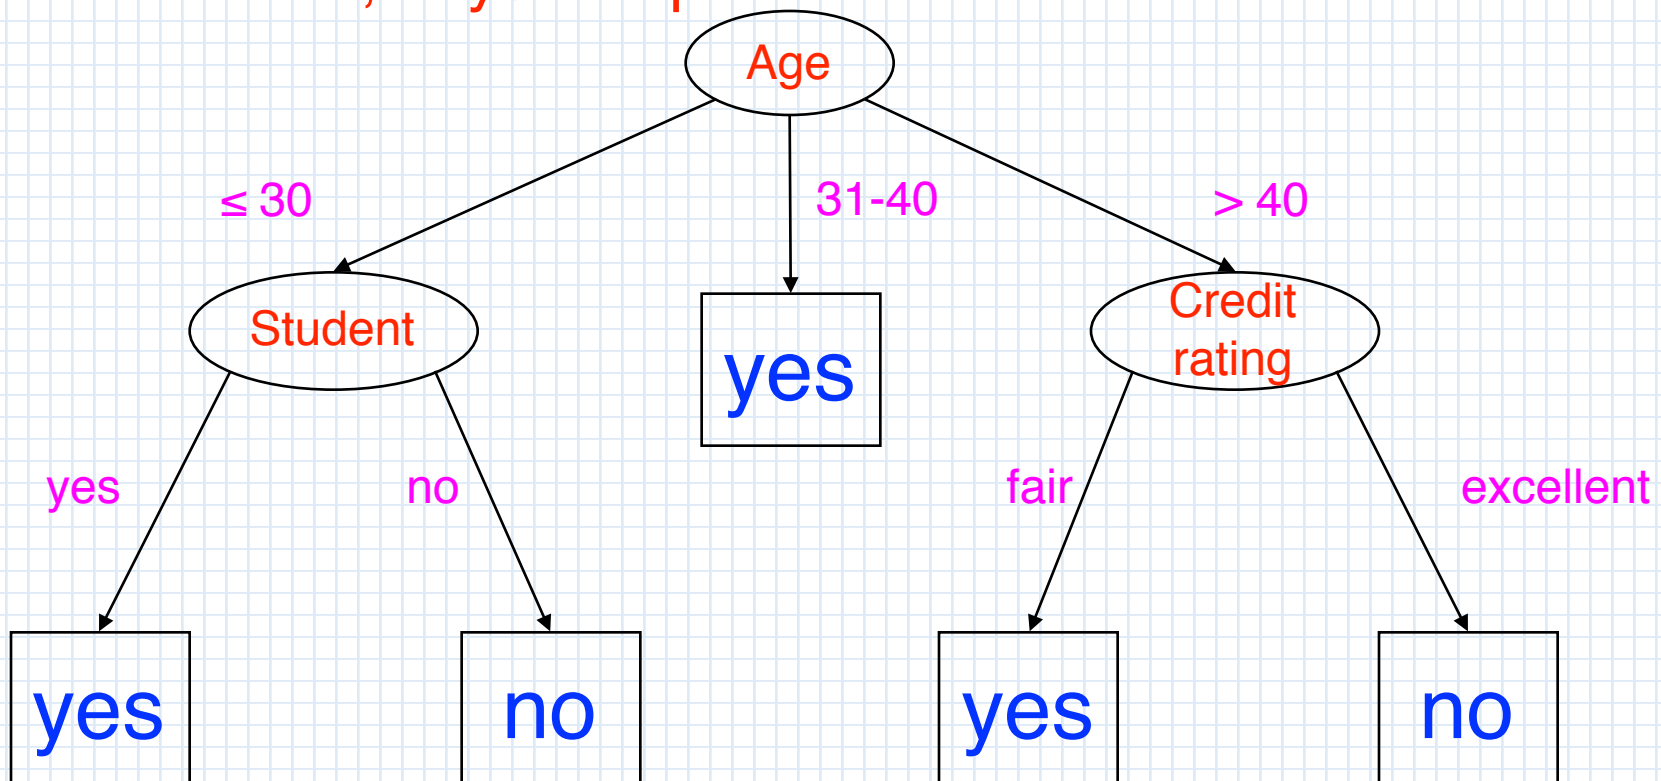 Age
≤ 30
31-40
> 40
Student
yes
Credit
rating
yes
no
fair
excellent
yes
no
yes
no